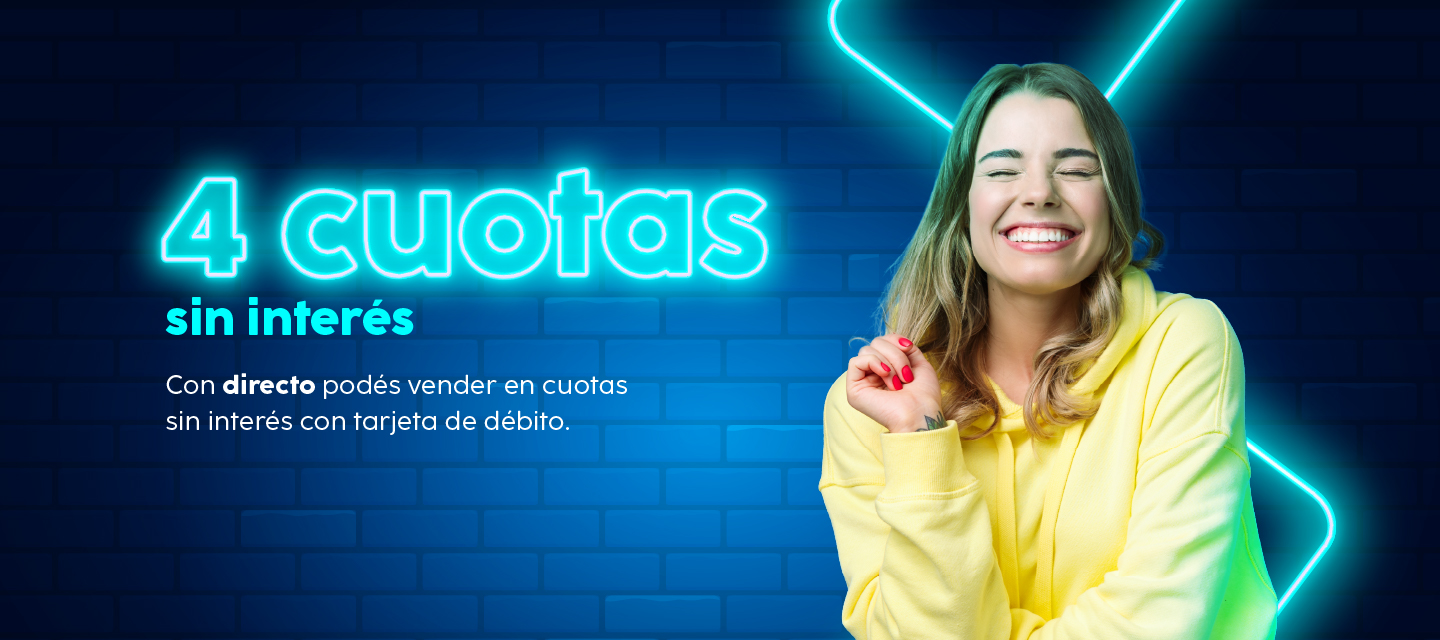 4 cuotas
sin interés
Con directo podés vender en cuotas
sin interés con tarjeta de débito.